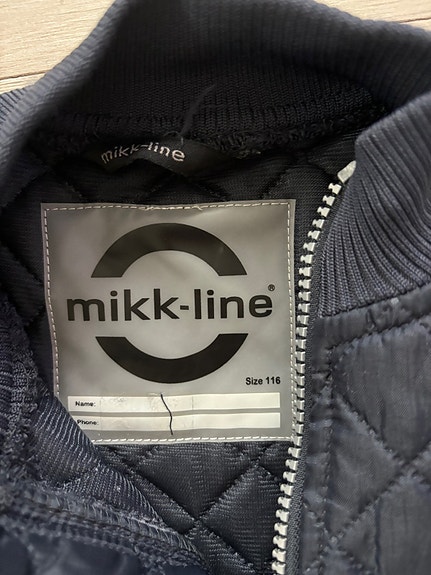 mikk-line
mikk-line®
Size 116
Name:
Phone: